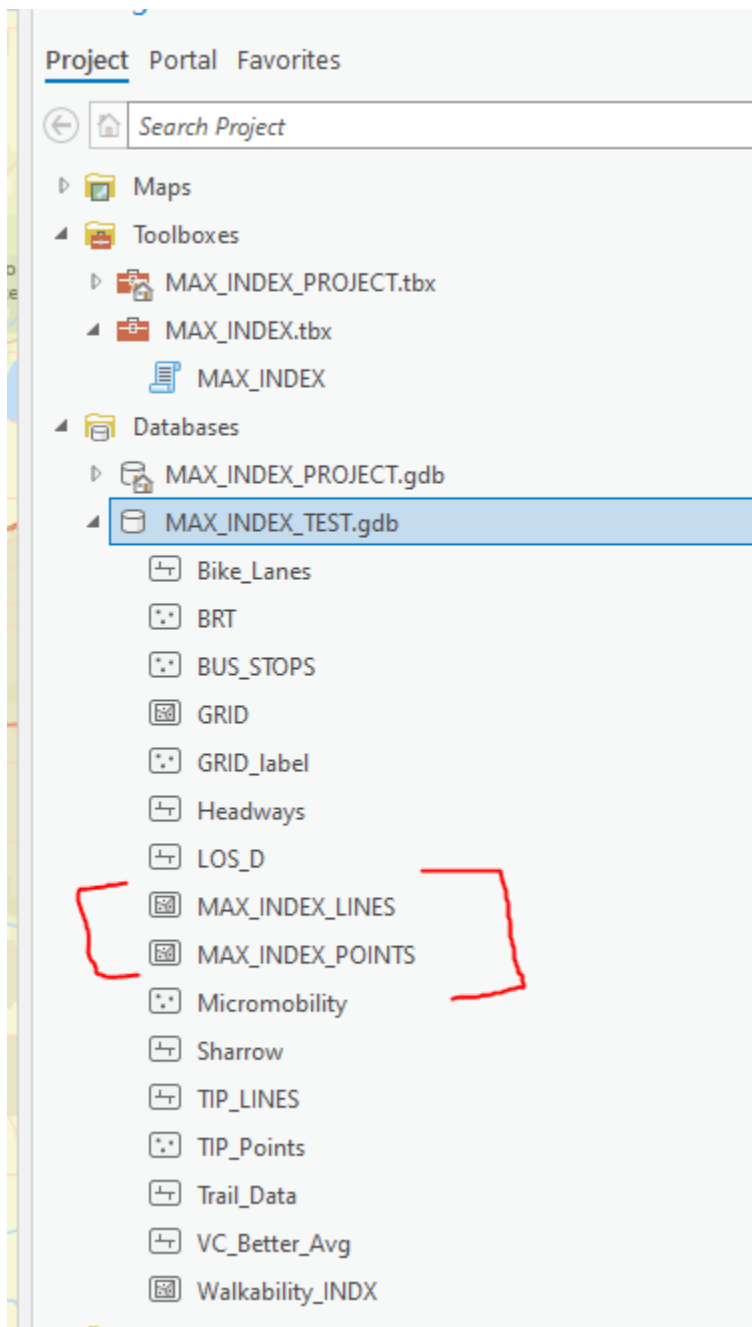 Project Portal Favorites
Search Project
Maps
Toolboxes
MAX_INDEX_PROJECT.tbx
MAX_INDEX.tbx
MAX_INDEX
Databases
MAX_INDEX_PROJECT.gdb
MAX_INDEX_TEST.gdb
Bike_Lanes
BRT
BUS_STOPS
GRID
GRID_label
Headways
LOS_D
MAX_INDEX_LINES
MAX_INDEX_POINTS
Micromobility
Sharrow
TIP_LINES
TIP_Points
Trail_Data
VC_Better_Avg
Walkability_INDX